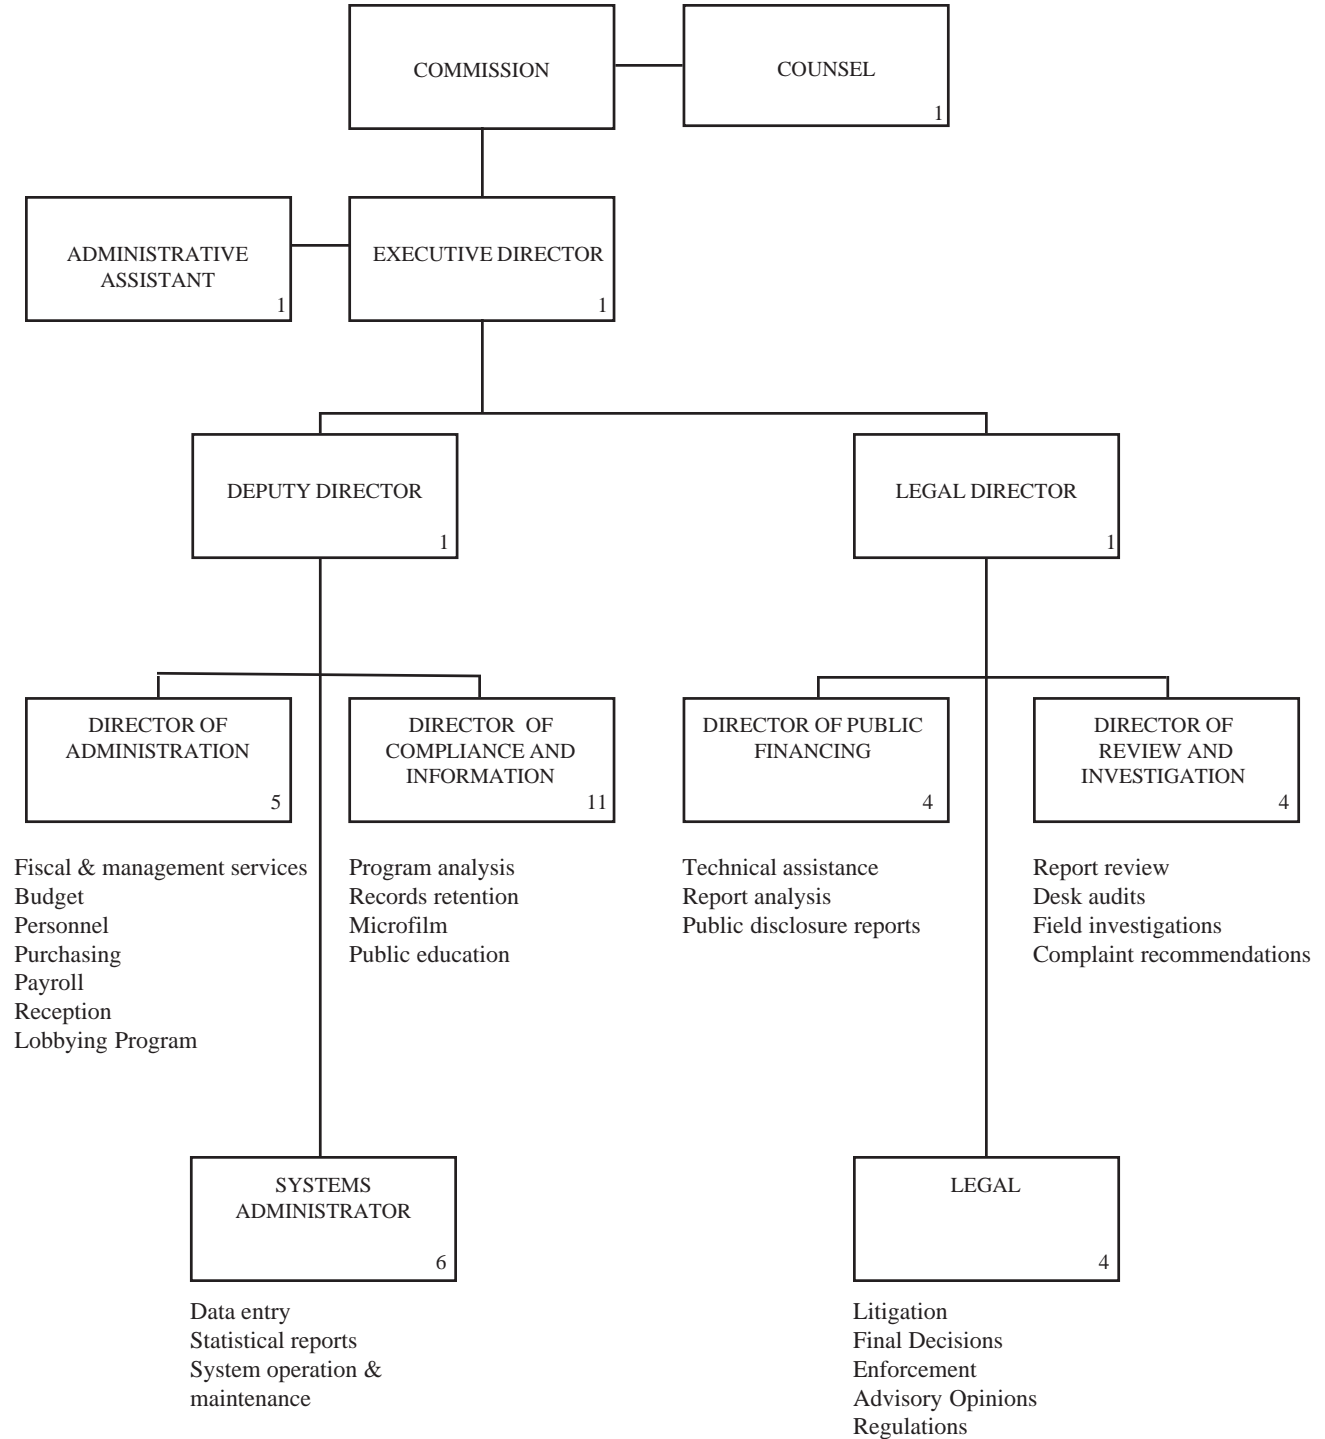 COMMISSION
COUNSEL
1
ADMINISTRATIVE
ASSISTANT
1
EXECUTIVE DIRECTOR
1
DEPUTY DIRECTOR
1
LEGAL DIRECTOR
1
DIRECTOR OF
ADMINISTRATION
5
Fiscal & management services
Budget
Personnel
Purchasing
Payroll
Reception
Lobbying Program
DIRECTOR OF
COMPLIANCE AND
INFORMATION
11
Program analysis
Records retention
Microfilm
Public education
DIRECTOR OF PUBLIC
FINANCING
4
Technical assistance
Report analysis
Public disclosure reports
DIRECTOR OF
REVIEW AND
INVESTIGATION
4
Report review
Desk audits
Field investigations
Complaint recommendations
SYSTEMS
ADMINISTRATOR
6
Data entry
Statistical reports
System operation &
maintenance
LEGAL
4
Litigation
Final Decisions
Enforcement
Advisory Opinions
Regulations